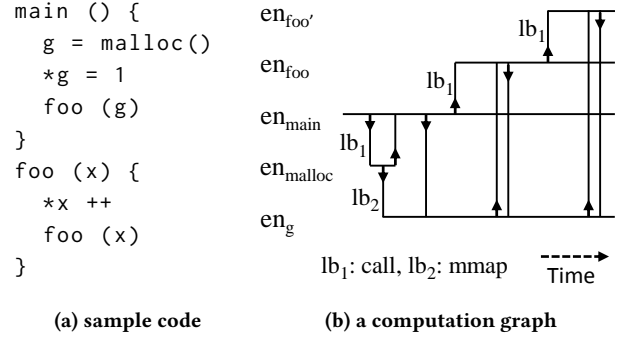 main () {
  g = malloc()
  *g = 1
  foo (g)
}
foo (x) {
  *x ++
  foo (x)
}
(a) sample code
en_foo'
en_foo
en_main
en_malloc
en_g
lb_1
lb_1
lb_1
lb_2
lb_1: call, lb_2: mmap
Time
(b) a computation graph